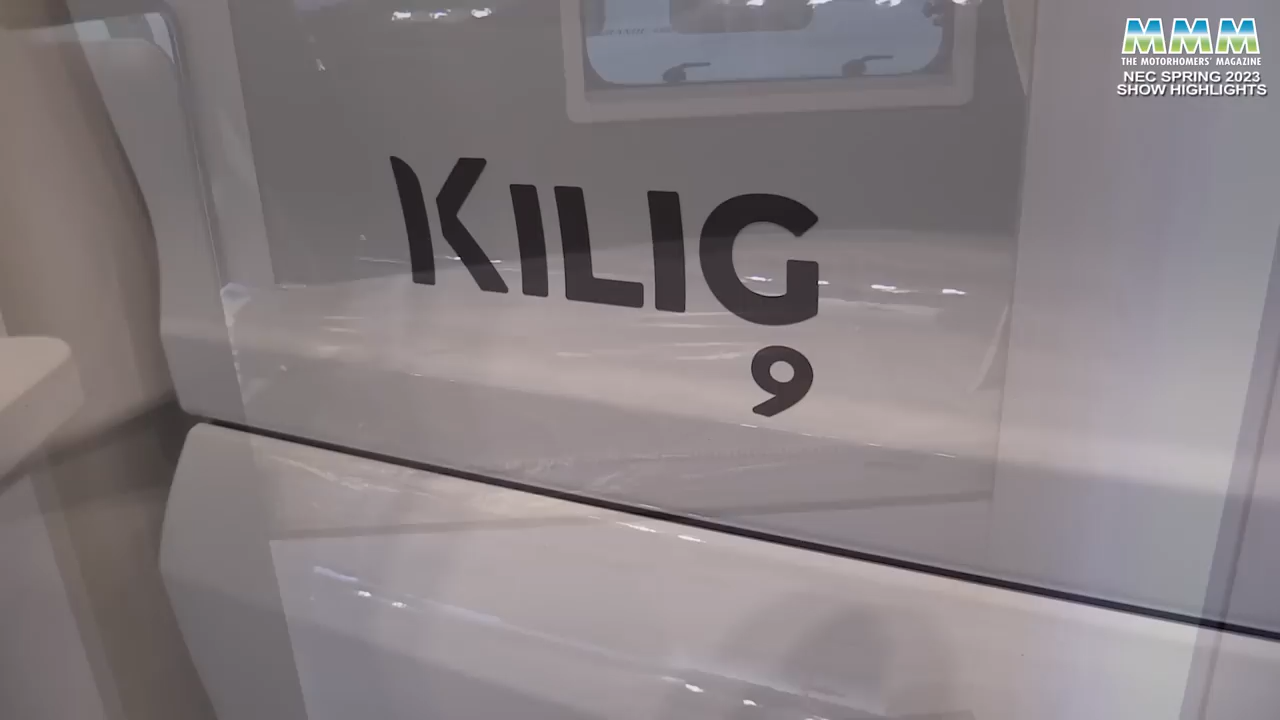 MMM
THE MOTORHOMERS' MAGAZINE
NEC SPRING 2023
SHOW HIGHLIGHTS
KILIG
9